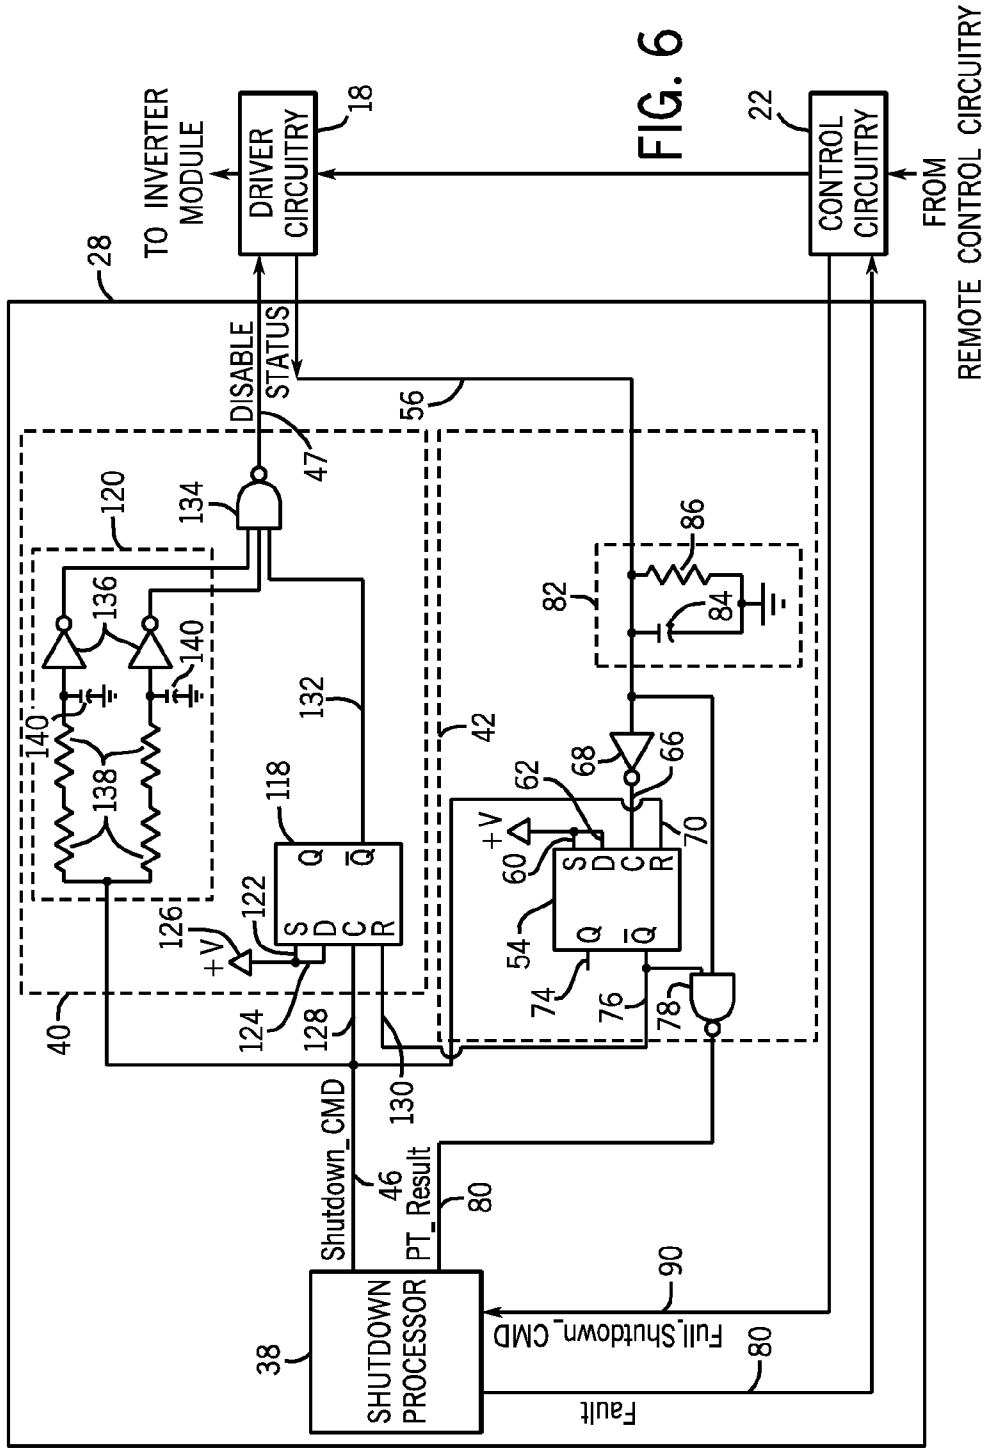 28
TO INVERTER
MODULE
DRIVER
CIRCUITRY
18
FIG. 6
22
CONTROL
CIRCUITRY
FROM
REMOTE CONTROL CIRCUITRY
DISABLE
STATUS
47
56
120
134
136
140
140
138
132
118
Q
Q
S
D
C
R
122
+V
126
124
128
130
40
42
82
86
84
68
66
62
60
+V
70
S
D
C
R
Q
Q
54
74
76
78
Shutdown_CMD
46
PT_Result
80
38
SHUTDOWN
PROCESSOR
Full_Shutdown_CMD
90
Fault
80